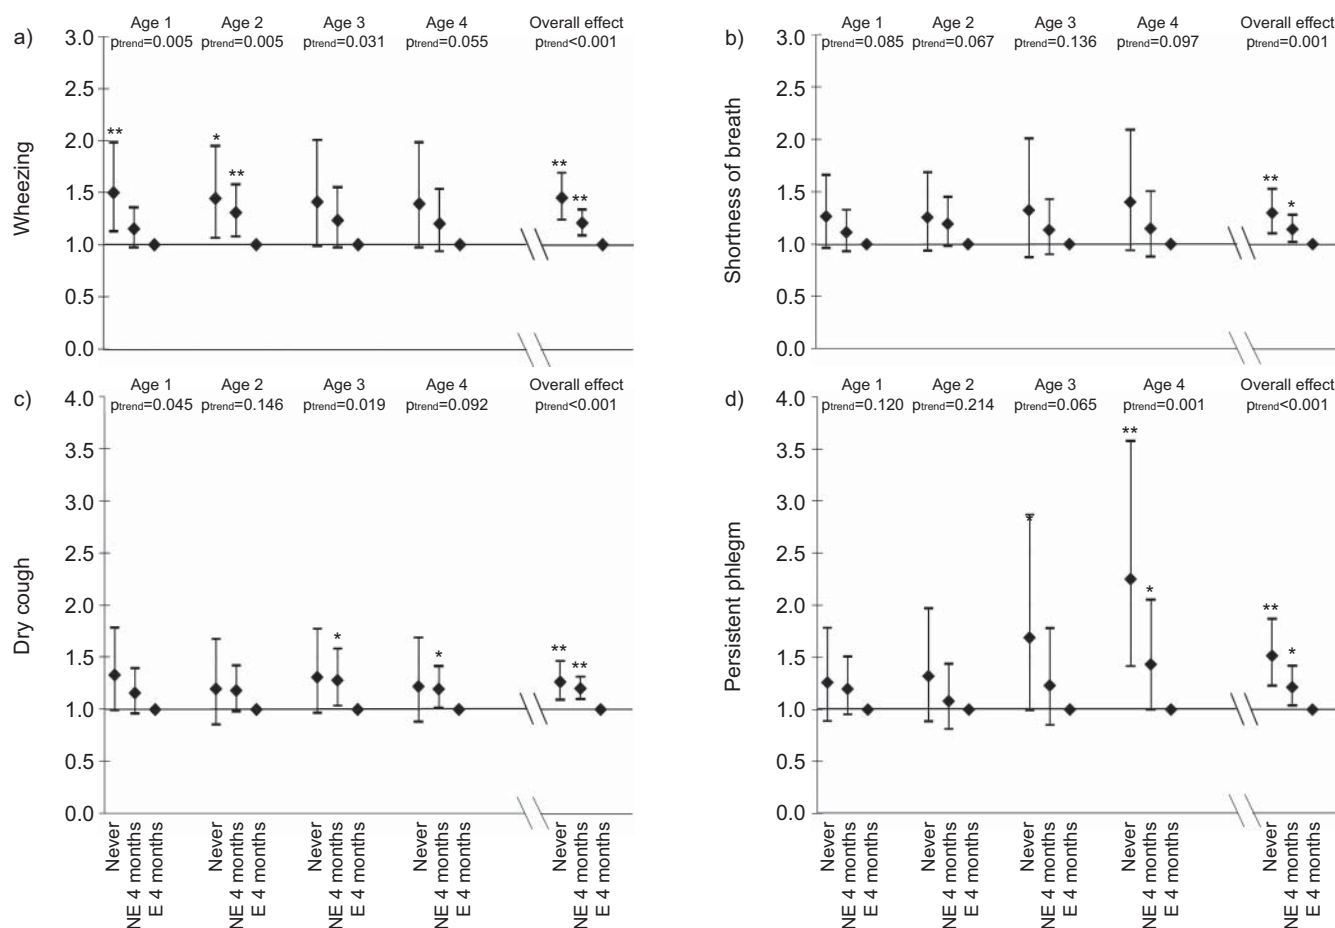 a)
Age 1 Age 2 Age 3 Age 4 Overall effect
ptrend=0.005 ptrend=0.005 ptrend=0.031 ptrend=0.055 ptrend<0.001
3.0
2.5
2.0
1.5
1.0
0.5
0.0
Wheezing
** * ** ** **
b)
Age 1 Age 2 Age 3 Age 4 Overall effect
ptrend=0.085 ptrend=0.067 ptrend=0.136 ptrend=0.097 ptrend=0.001
3.0
2.5
2.0
1.5
1.0
0.5
0.0
Shortness of breath
** *
c)
Age 1 Age 2 Age 3 Age 4 Overall effect
ptrend=0.045 ptrend=0.146 ptrend=0.019 ptrend=0.092 ptrend<0.001
4.0
3.5
3.0
2.5
2.0
1.5
1.0
0.5
0.0
Dry cough
* * ** **
Never
NE 4 months
E 4 months
Never
NE 4 months
E 4 months
Never
NE 4 months
E 4 months
Never
NE 4 months
E 4 months
Never
NE 4 months
E 4 months
d)
Age 1 Age 2 Age 3 Age 4 Overall effect
ptrend=0.120 ptrend=0.214 ptrend=0.065 ptrend=0.001 ptrend<0.001
4.0
3.5
3.0
2.5
2.0
1.5
1.0
0.5
0.0
Persistent phlegm
* ** * ** *
Never
NE 4 months
E 4 months
Never
NE 4 months
E 4 months
Never
NE 4 months
E 4 months
Never
NE 4 months
E 4 months
Never
NE 4 months
E 4 months